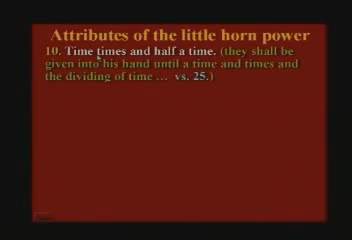 Attributes of the little horn power
10. Time times and half a time. (they shall be
given into his hand until a time and times and
the dividing of time ... vs. 25.)